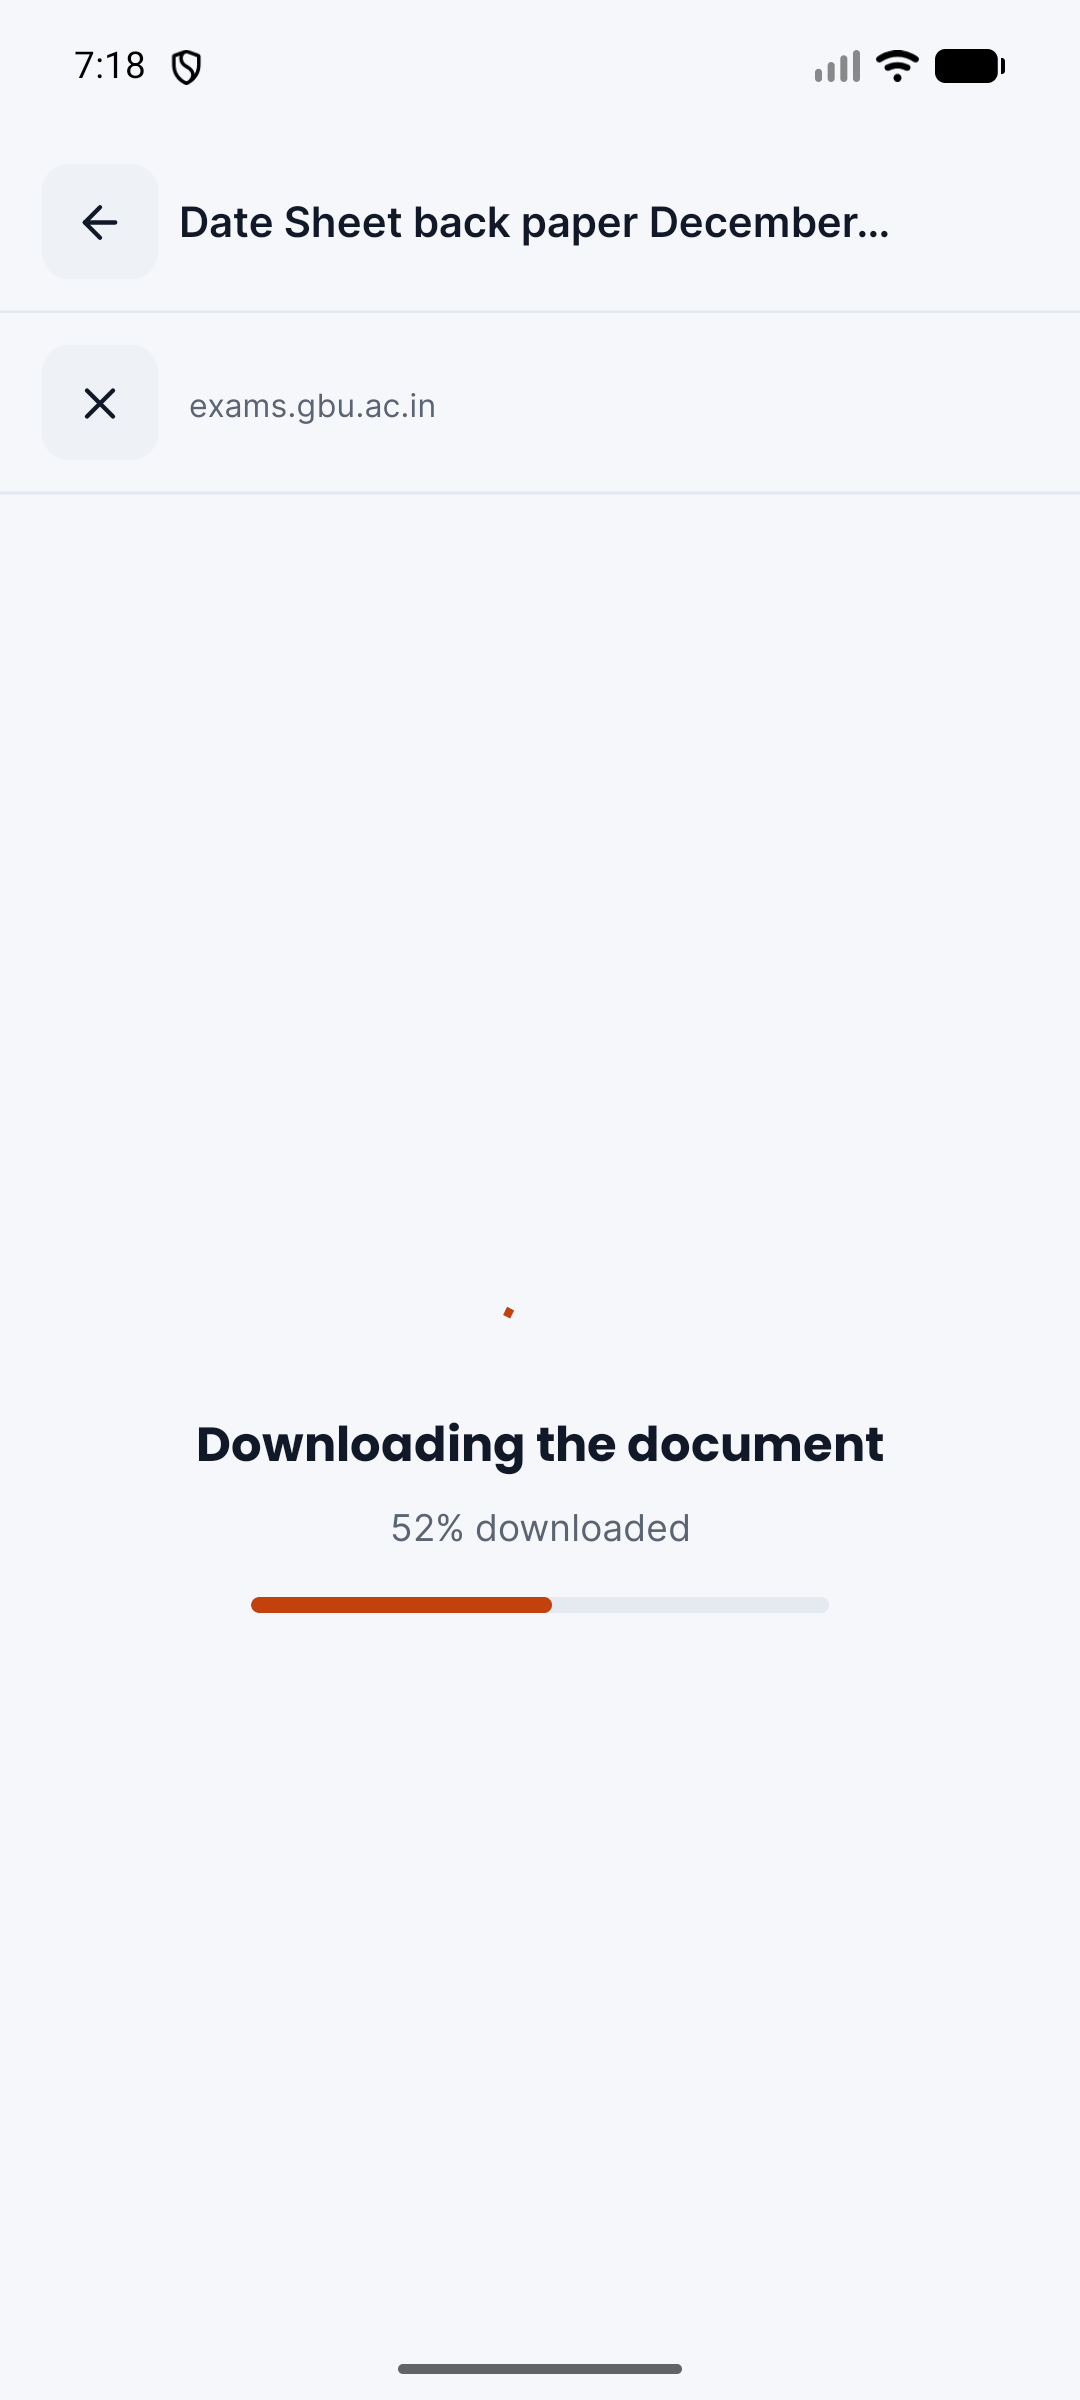 7:18
Date Sheet back paper December...
exams.gbu.ac.in
Downloading the document
52% downloaded